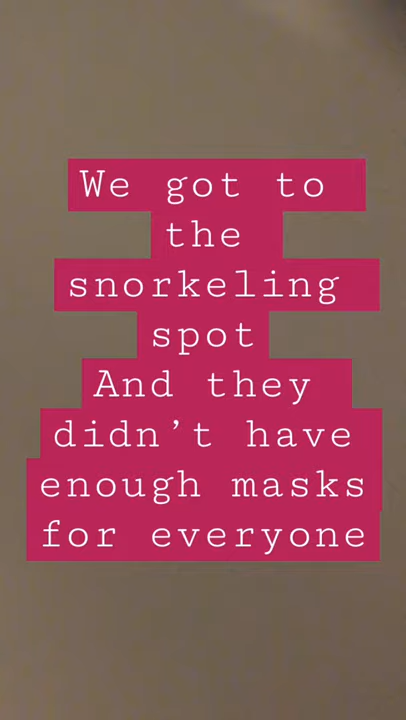 We got to
the
snorkeling
spot
And they
didn't have
enough masks
for everyone